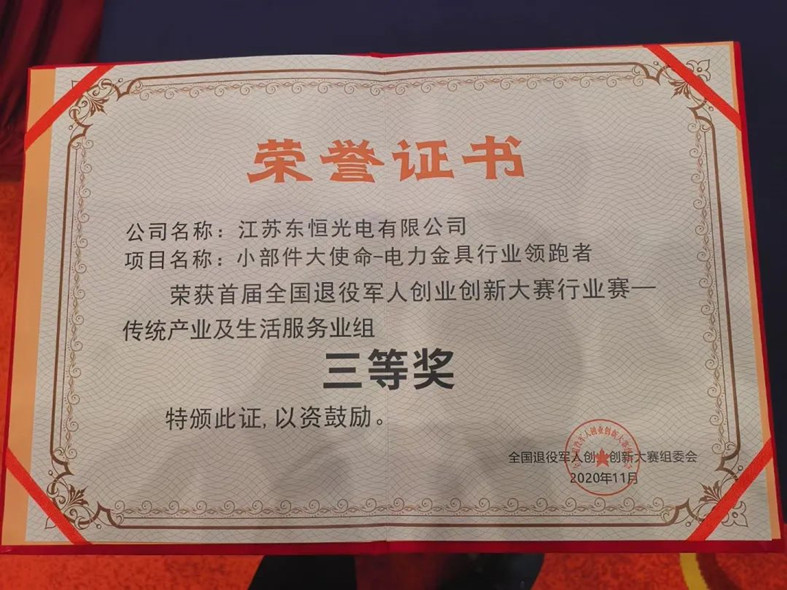 荣誉证书
公司名称：江苏东恒光电有限公司
项目名称：小部件大使命-电力金具行业领跑者
荣获首届全国退役军人创业创新大赛行业赛—
传统产业及生活服务业组
三等奖
特颁此证,以资鼓励。
全国退役军人创业创新大赛组委会
2020年11月